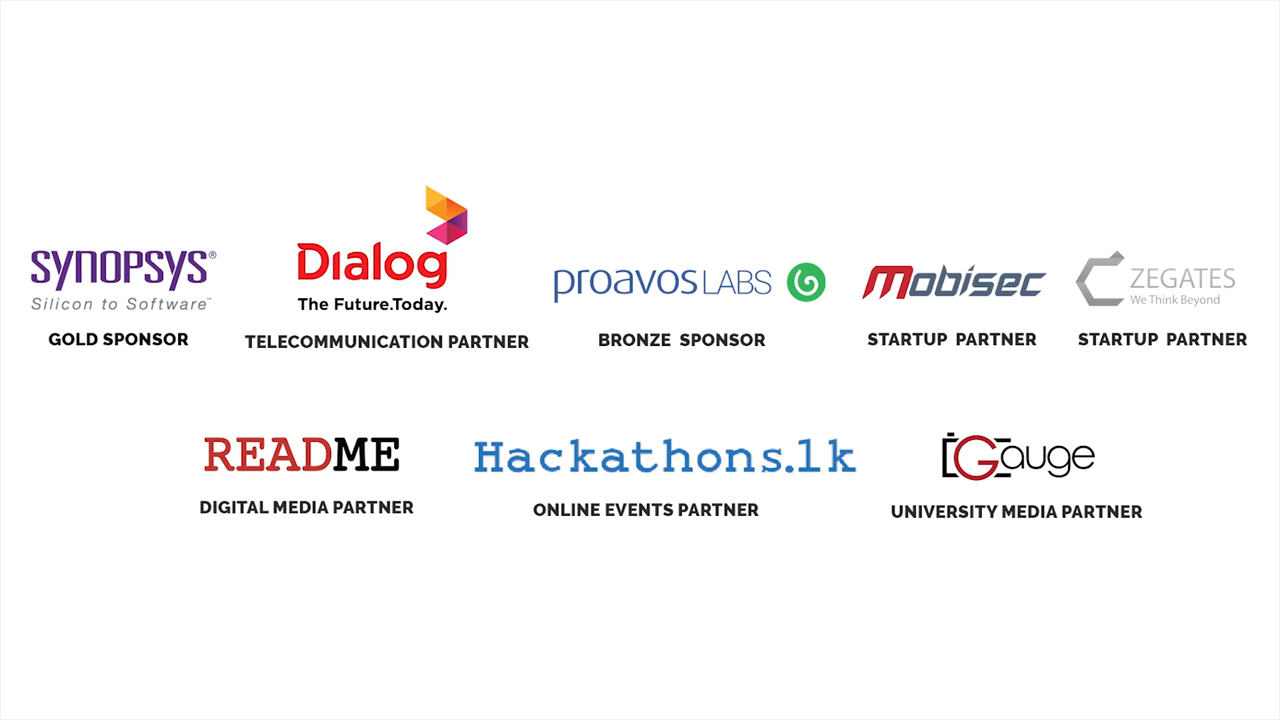 SYNOPSYS®
Silicon to Software™
GOLD SPONSOR
Dialog
The Future.Today.
TELECOMMUNICATION PARTNER
proavos LABS
BRONZE SPONSOR
Mobisec
STARTUP PARTNER
ZEGATES
We Think Beyond
STARTUP PARTNER
README
DIGITAL MEDIA PARTNER
Hackathons.lk
ONLINE EVENTS PARTNER
Gauge
UNIVERSITY MEDIA PARTNER